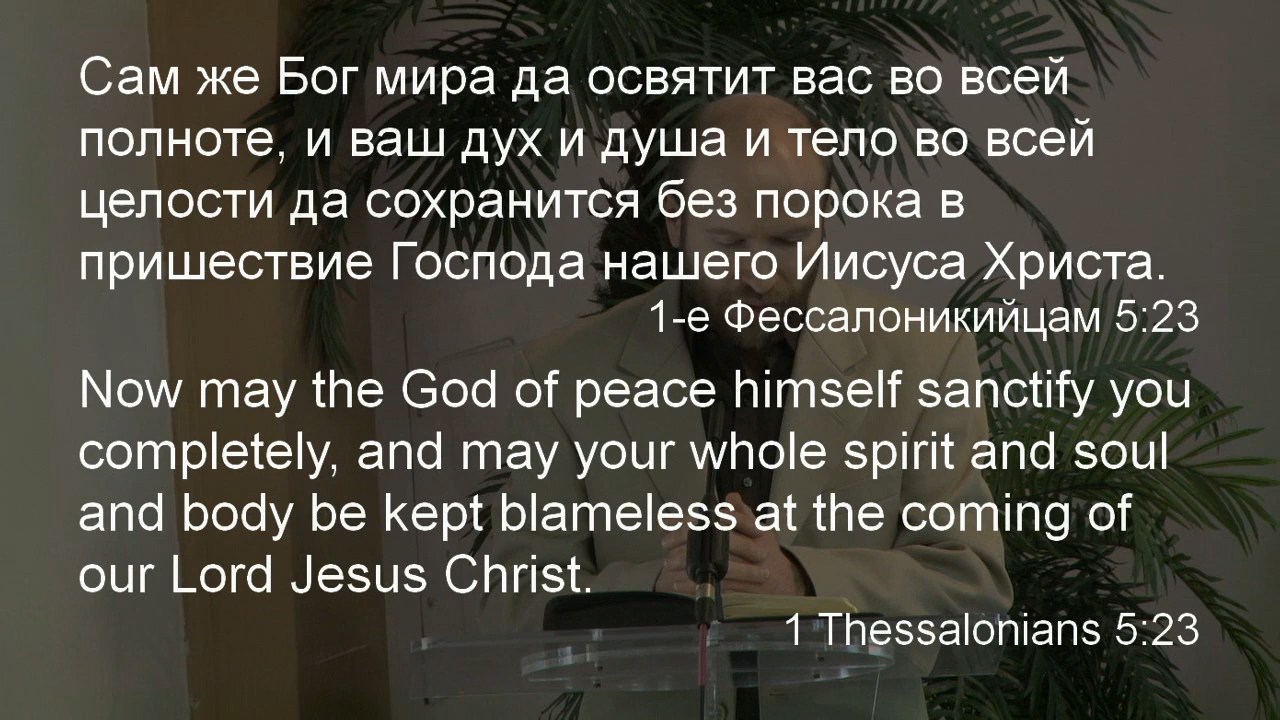 Сам же Бог мира да освятит вас во всей
полноте, и ваш дух и душа и тело во всей
целости да сохранится без порока в
пришествие Господа нашего Иисуса Христа.
1-е Фессалоникийцам 5:23
Now may the God of peace himself sanctify you
completely, and may your whole spirit and soul
and body be kept blameless at the coming of
our Lord Jesus Christ.
1 Thessalonians 5:23